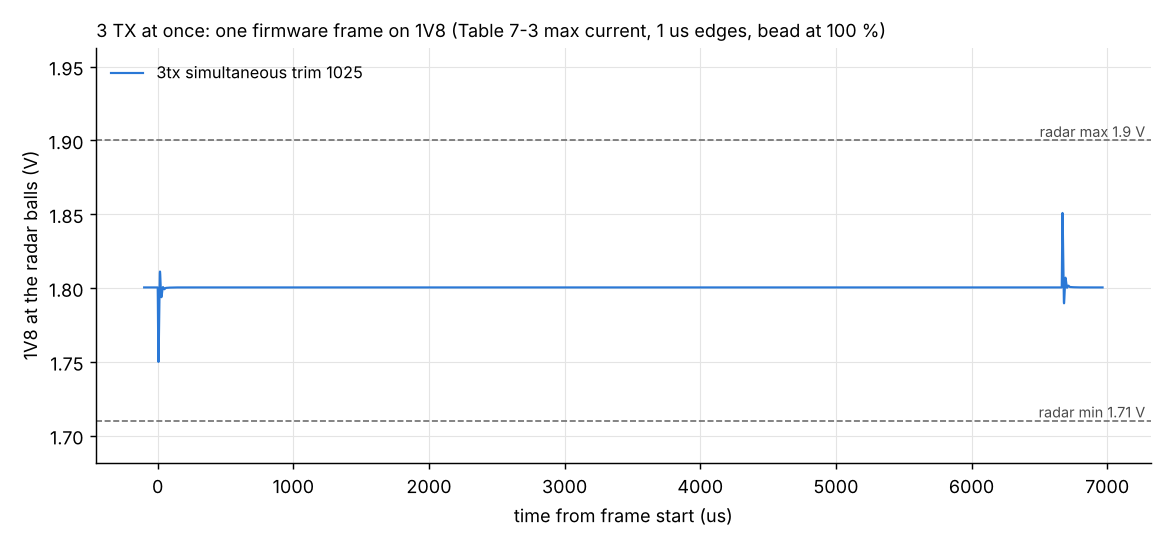 3 TX at once: one firmware frame on 1V8 (Table 7-3 max current, 1 us edges, bead at 100 %)
3tx simultaneous trim 1025
radar max 1.9 V
radar min 1.71 V
1V8 at the radar balls (V)
1.95
1.90
1.85
1.80
1.75
1.70
0 1000 2000 3000 4000 5000 6000 7000
time from frame start (us)